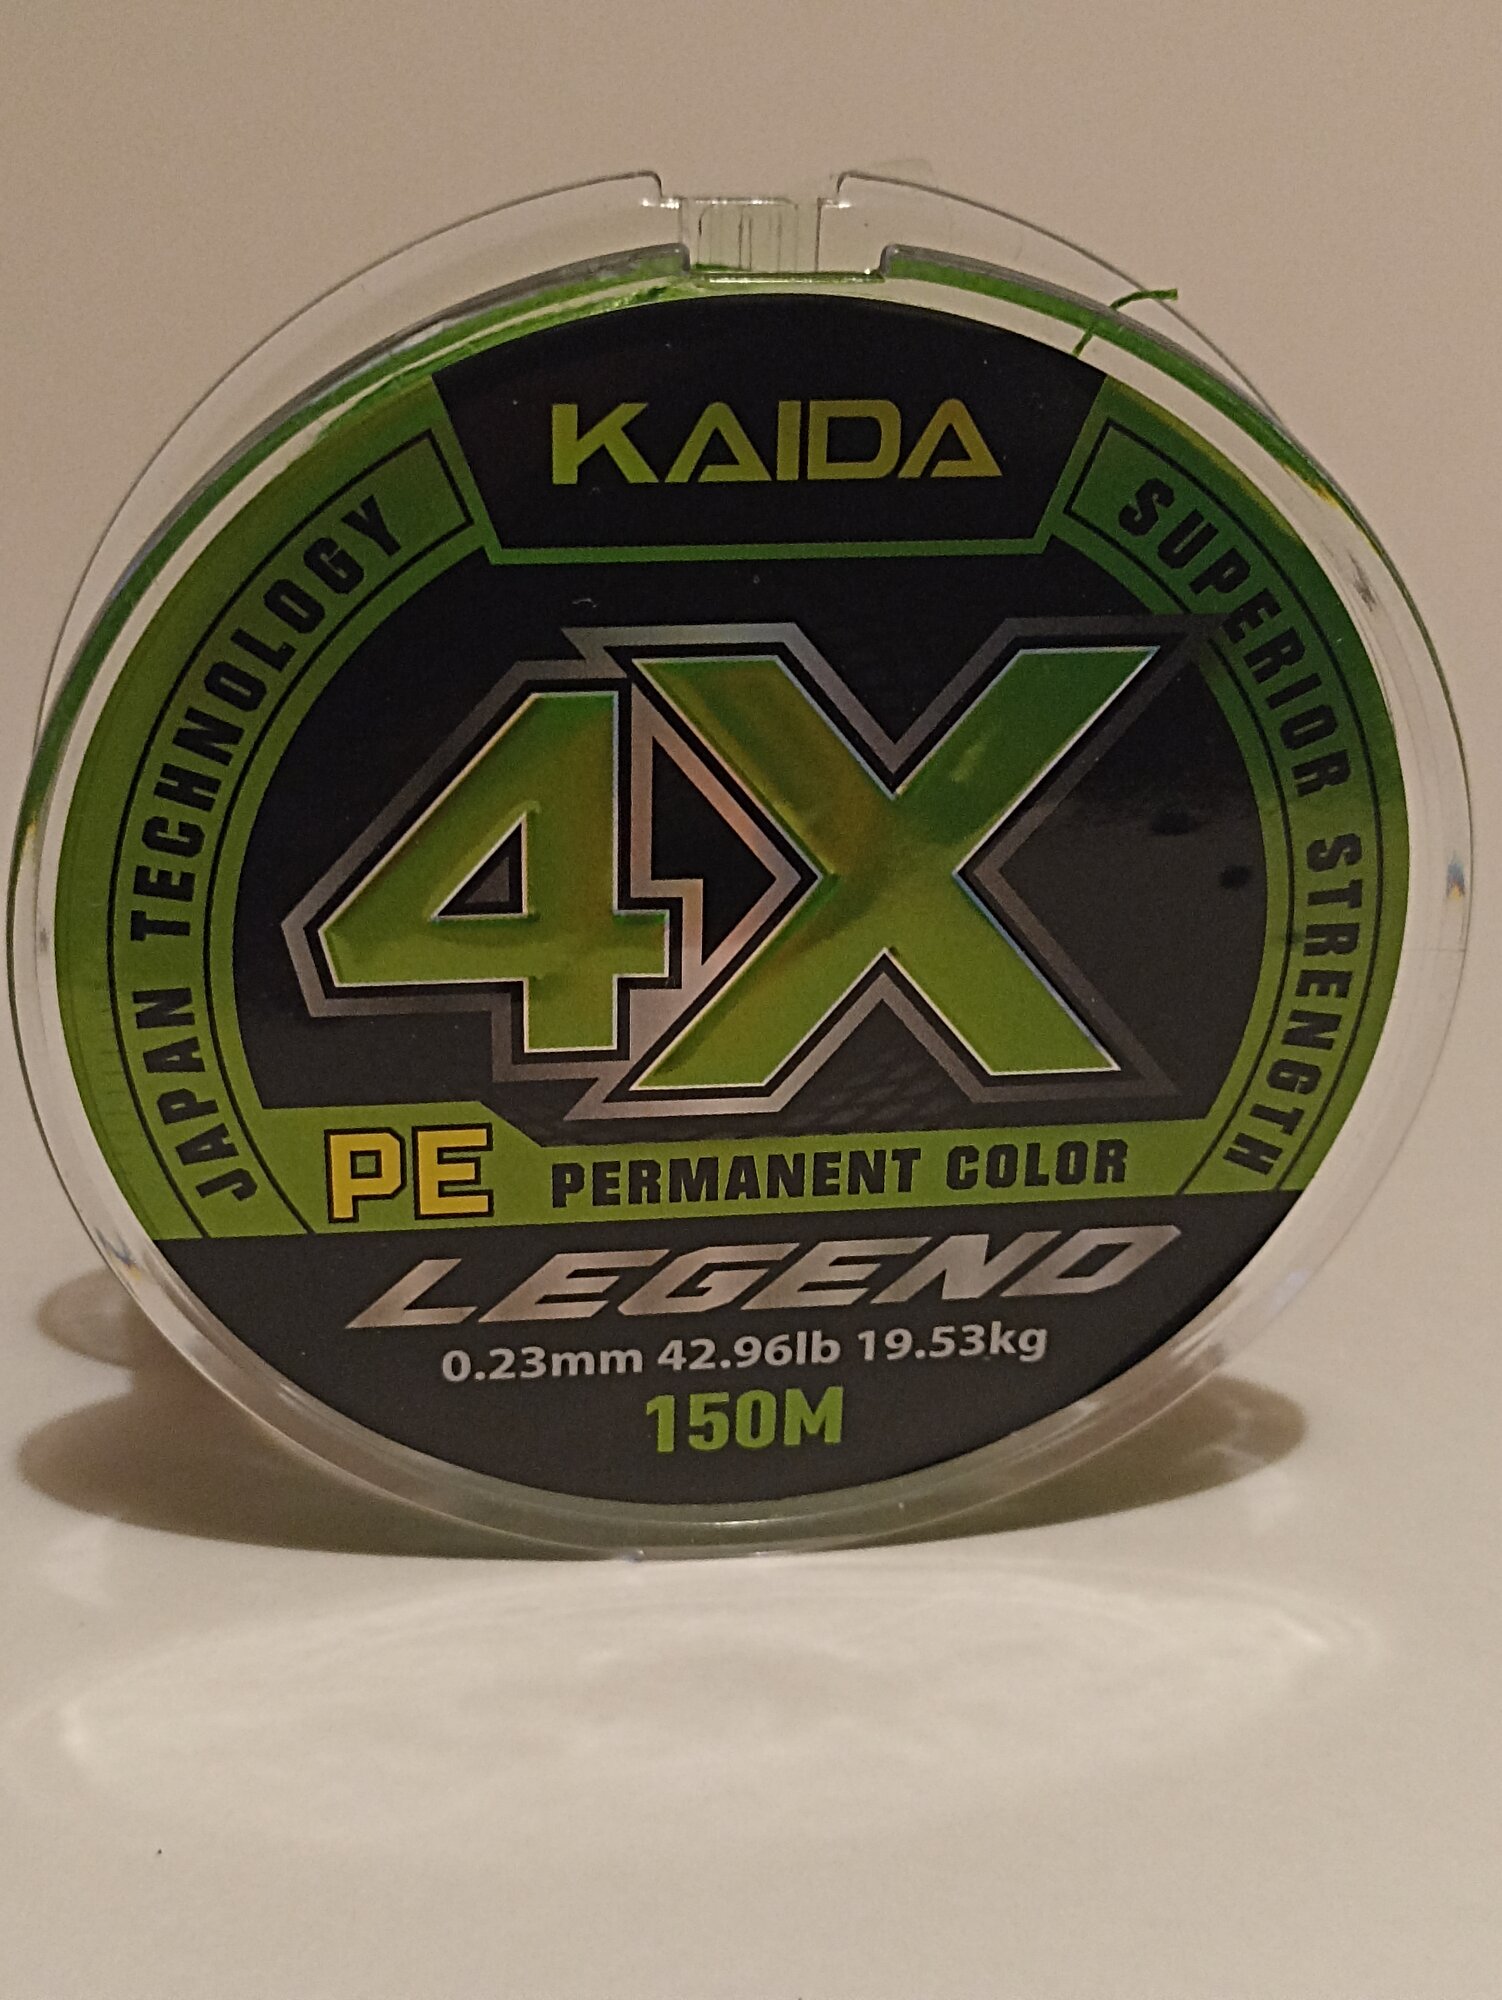 KAIDA
JAPAN TECHNOLOGY
SUPERIOR STRENGTH
4X
PE PERMANENT COLOR
LEGEND
0.23mm 42.96lb 19.53kg
150M